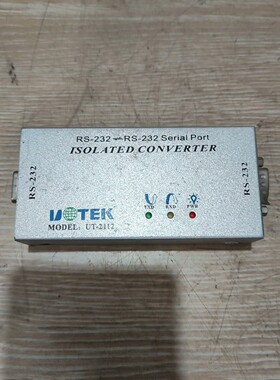 RS-232 ⇌ RS-232 Serial Port
ISOLATED CONVERTER
RS-232
RS-232
UOTEK
MODEL: UT-2112
TXD RXD PWR